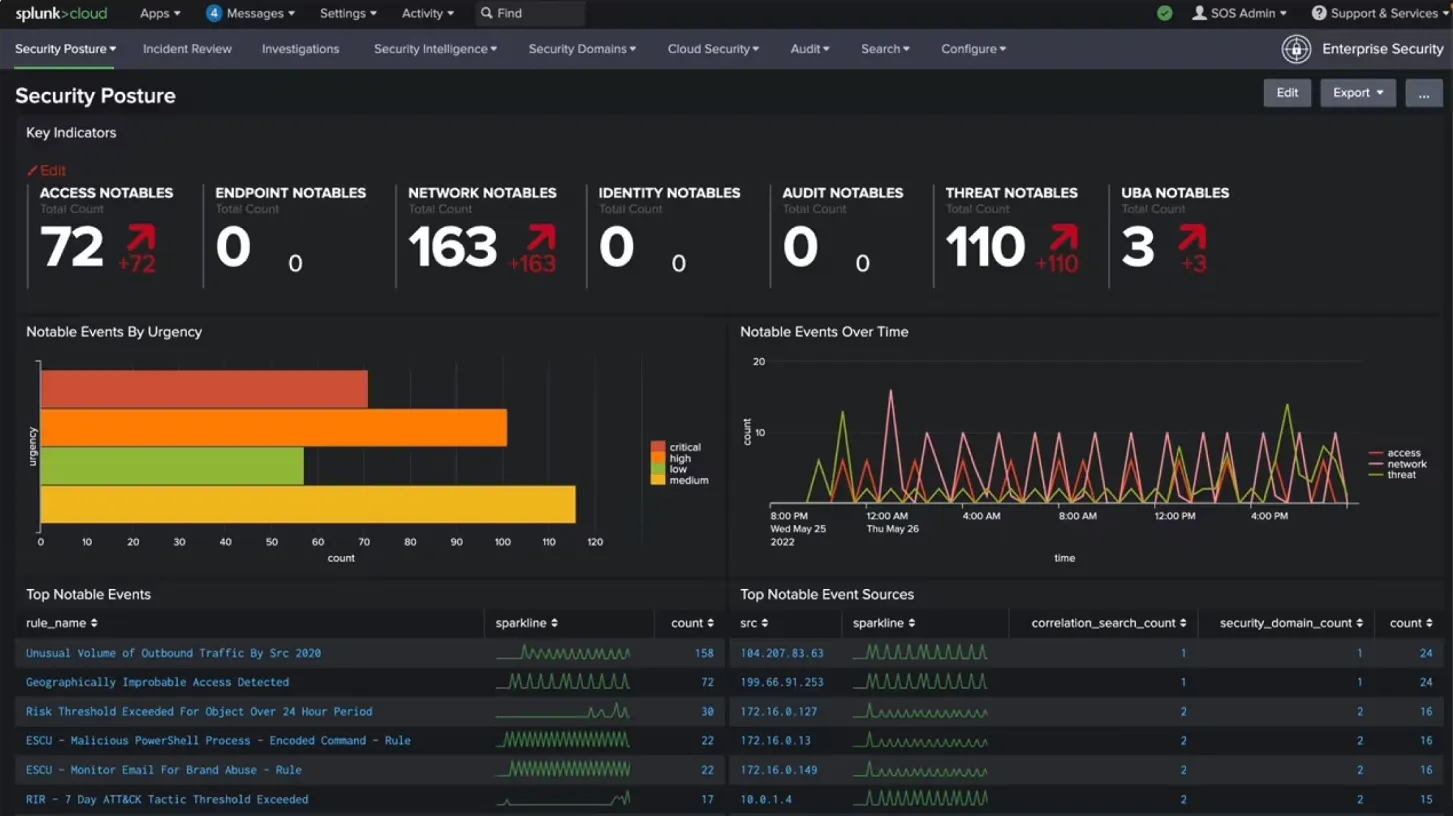 splunk>cloud Apps 4 Messages Settings Activity Find SOS Admin Support & Services
Security Posture Incident Review Investigations Security Intelligence Security Domains Cloud Security Audit Search Configure Enterprise Security
Security Posture Edit Export ...
Key Indicators
Edit
ACCESS NOTABLES ENDPOINT NOTABLES NETWORK NOTABLES IDENTITY NOTABLES AUDIT NOTABLES THREAT NOTABLES UBA NOTABLES
Total Count Total Count Total Count Total Count Total Count Total Count Total Count
72 +72 0 0 163 +163 0 0 0 0 110 +110 3 +3
Notable Events By Urgency
urgency
critical
high
low
medium
0 10 20 30 40 50 60 70 80 90 100 110 120
count
Notable Events Over Time
20
10
count
access
network
threat
8:00 PM 12:00 AM 4:00 AM 8:00 AM 12:00 PM 4:00 PM
Wed May 25 Thu May 26
2022
time
Top Notable Events
rule_name sparkline count
Unusual Volume of Outbound Traffic By Src 2020 158
Geographically Improbable Access Detected 72
Risk Threshold Exceeded For Object Over 24 Hour Period 30
ESCU - Malicious PowerShell Process - Encoded Command - Rule 22
ESCU - Monitor Email For Brand Abuse - Rule 22
RIR - 7 Day ATT&CK Tactic Threshold Exceeded 17
Top Notable Event Sources
src sparkline correlation_search_count security_domain_count count
104.207.83.63 1 1 24
199.66.91.253 1 1 24
172.16.0.127 2 2 16
172.16.0.13 2 2 16
172.16.0.149 2 2 16
10.0.1.4 2 2 15